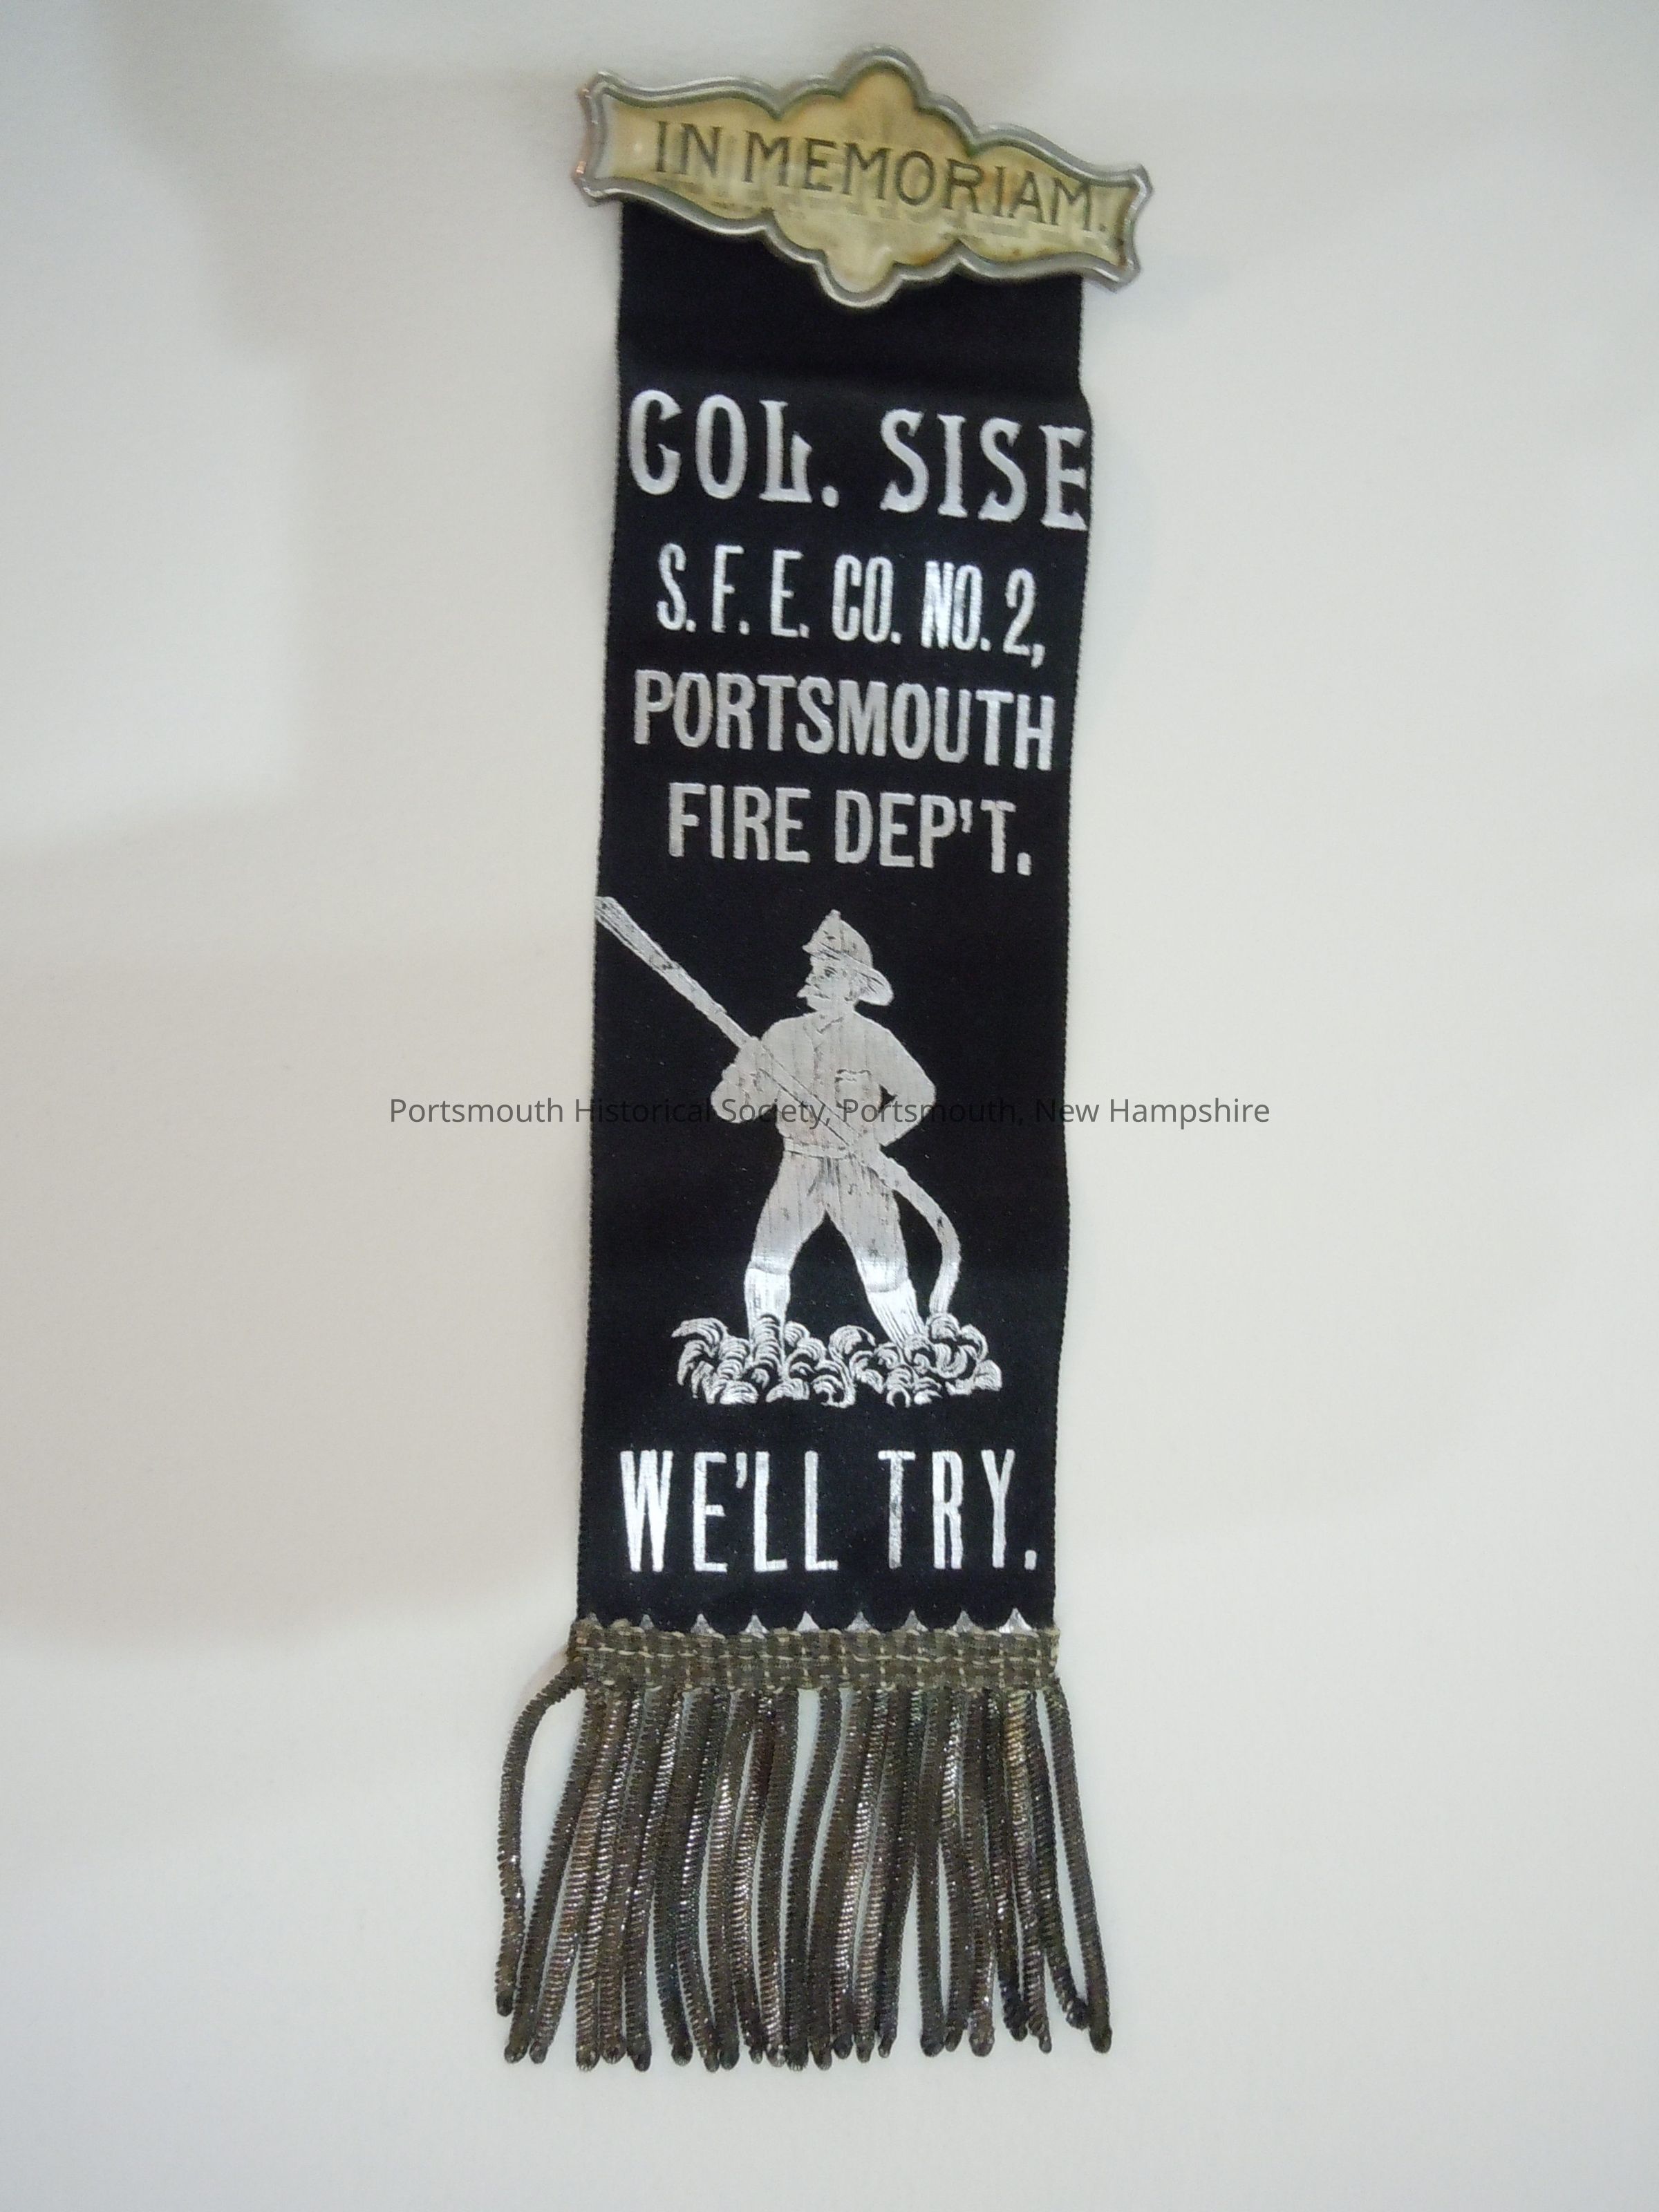 IN MEMORIAM.
COL. SISE
S. F. E. CO. NO. 2,
PORTSMOUTH
FIRE DEP'T.
Portsmouth Historical Society, Portsmouth, New Hampshire
WE'LL TRY.